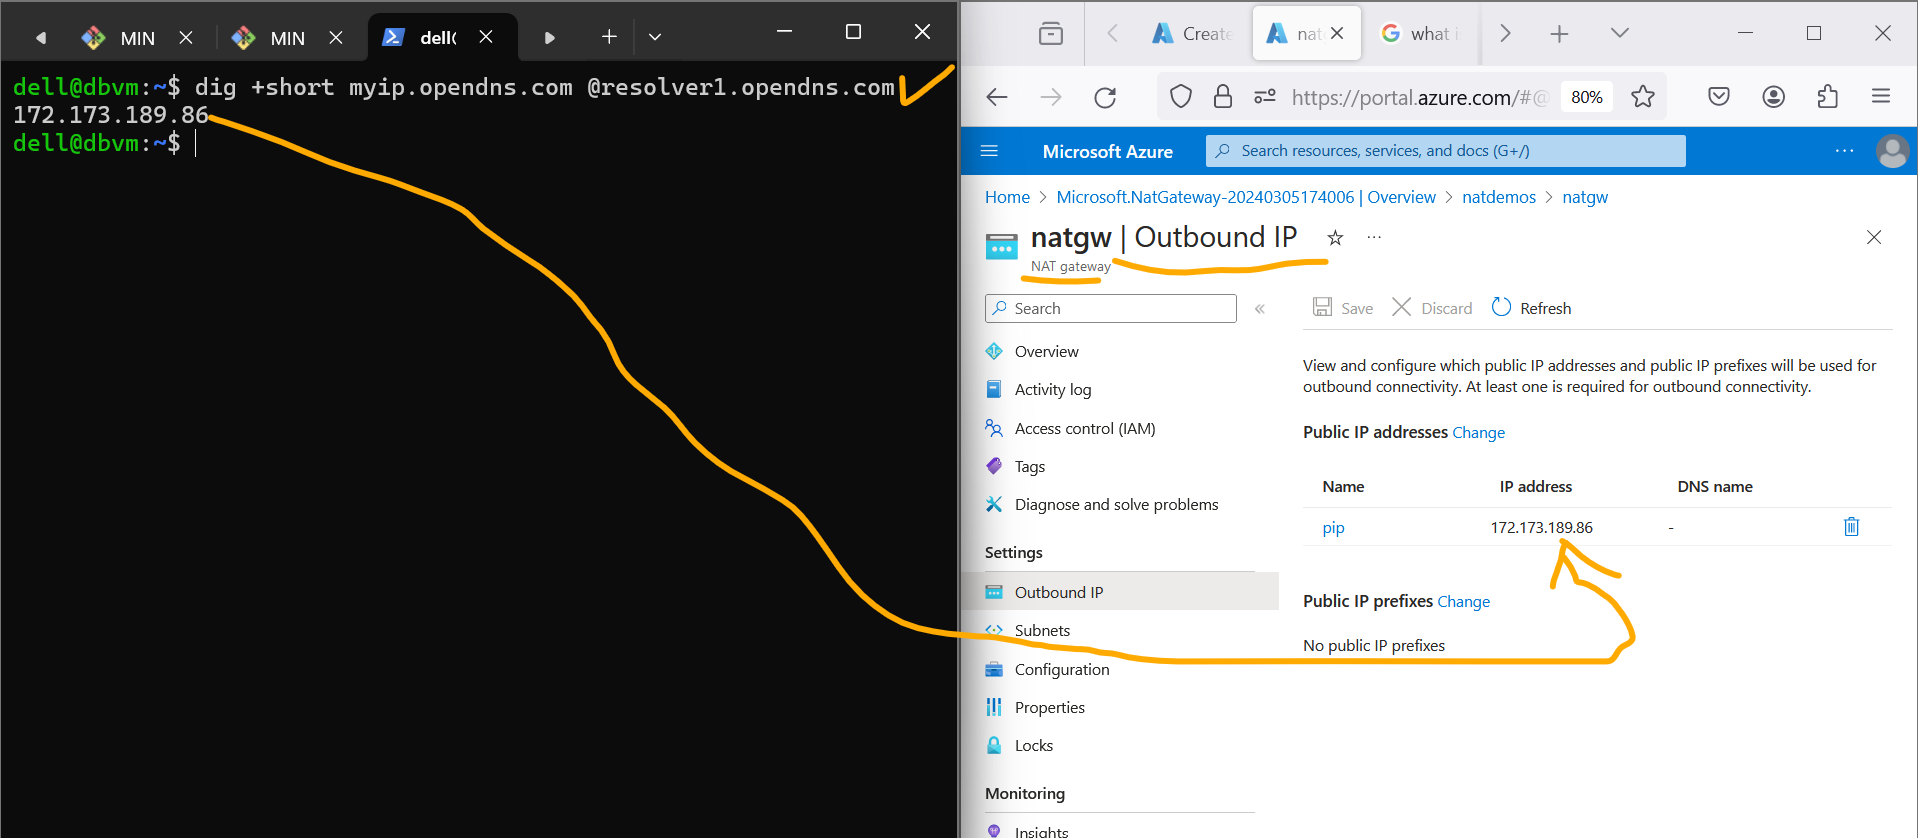 MIN
MIN
dell(
dell@dbvm:~$ dig +short myip.opendns.com @resolver1.opendns.com
172.173.189.86
dell@dbvm:~$
Create
nat
what i
https://portal.azure.com/#@
80%
Microsoft Azure
Search resources, services, and docs (G+/)
Home > Microsoft.NatGateway-20240305174006 | Overview > natdemos > natgw
natgw | Outbound IP
NAT gateway
Search
Save
Discard
Refresh
Overview
Activity log
Access control (IAM)
Tags
Diagnose and solve problems
Settings
Outbound IP
Subnets
Configuration
Properties
Locks
Monitoring
Insights
View and configure which public IP addresses and public IP prefixes will be used for
outbound connectivity. At least one is required for outbound connectivity.
Public IP addresses Change
Name IP address DNS name
pip 172.173.189.86 -
Public IP prefixes Change
No public IP prefixes